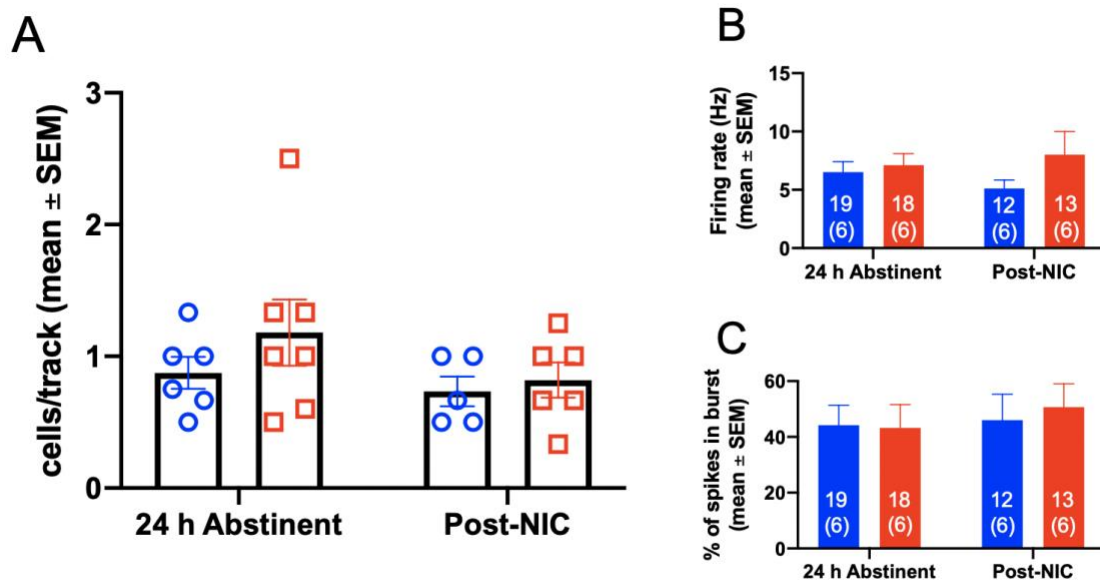 A
cells/track (mean ± SEM)
3
2
1
0
24 h Abstinent
Post-NIC
B
Firing rate (Hz)
(mean ± SEM)
15
10
5
0
19
(6)
18
(6)
12
(6)
13
(6)
24 h Abstinent
Post-NIC
C
% of spikes in burst
(mean ± SEM)
60
40
20
0
19
(6)
18
(6)
12
(6)
13
(6)
24 h Abstinent
Post-NIC